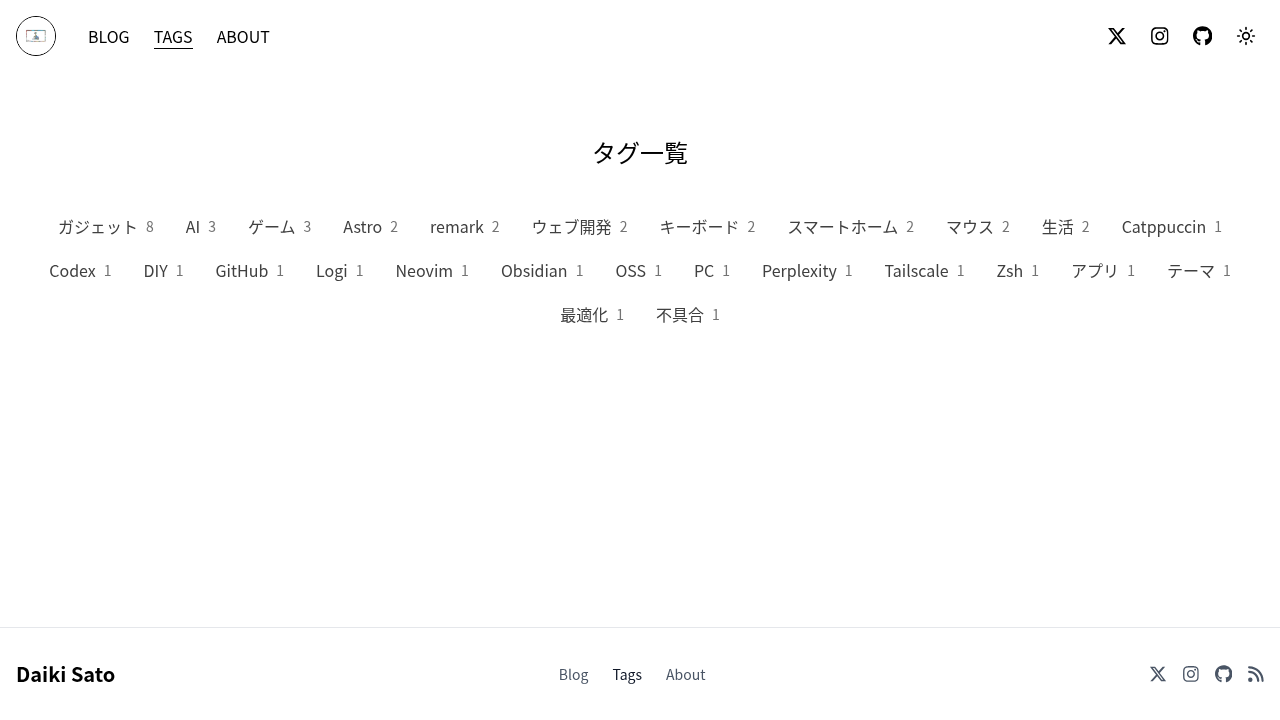 BLOG TAGS ABOUT
タグ一覧
ガジェット 8 AI 3 ゲーム 3 Astro 2 remark 2 ウェブ開発 2 キーボード 2 スマートホーム 2 マウス 2 生活 2 Catppuccin 1
Codex 1 DIY 1 GitHub 1 Logi 1 Neovim 1 Obsidian 1 OSS 1 PC 1 Perplexity 1 Tailscale 1 Zsh 1 アプリ 1 テーマ 1
最適化 1 不具合 1
Daiki Sato Blog Tags About